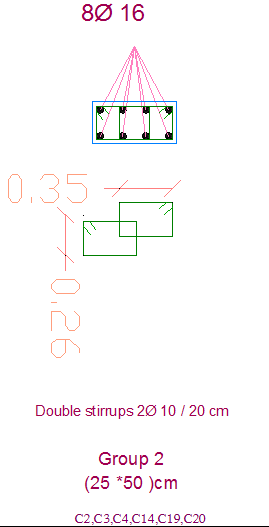 8Ø 16
0.35
0.26
Double stirrups 2Ø 10 / 20 cm
Group 2
(25 *50 )cm
C2,C3,C4,C14,C19,C20